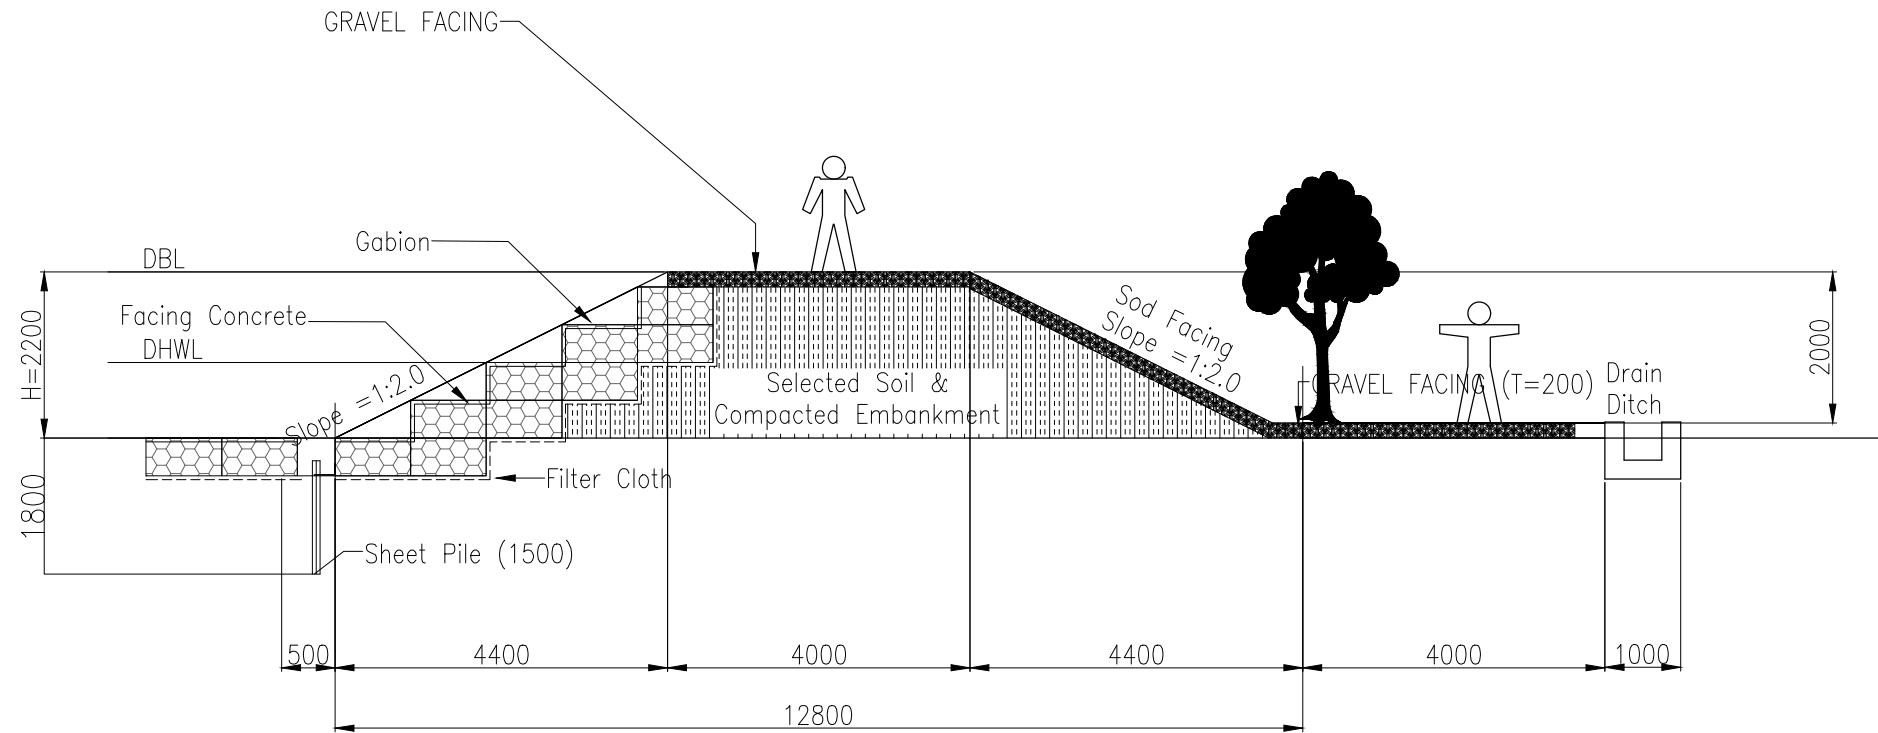 GRAVEL FACING
Gabion
DBL
Facing Concrete
DHWL
H=2200
Slope =1:2.0
Sod Facing
Slope =1:2.0
2000
GRAVEL FACING (T=200)
Drain
Ditch
Selected Soil &
Compacted Embankment
Filter Cloth
1800
Sheet Pile (1500)
500
4400
4000
4400
4000
1000
12800